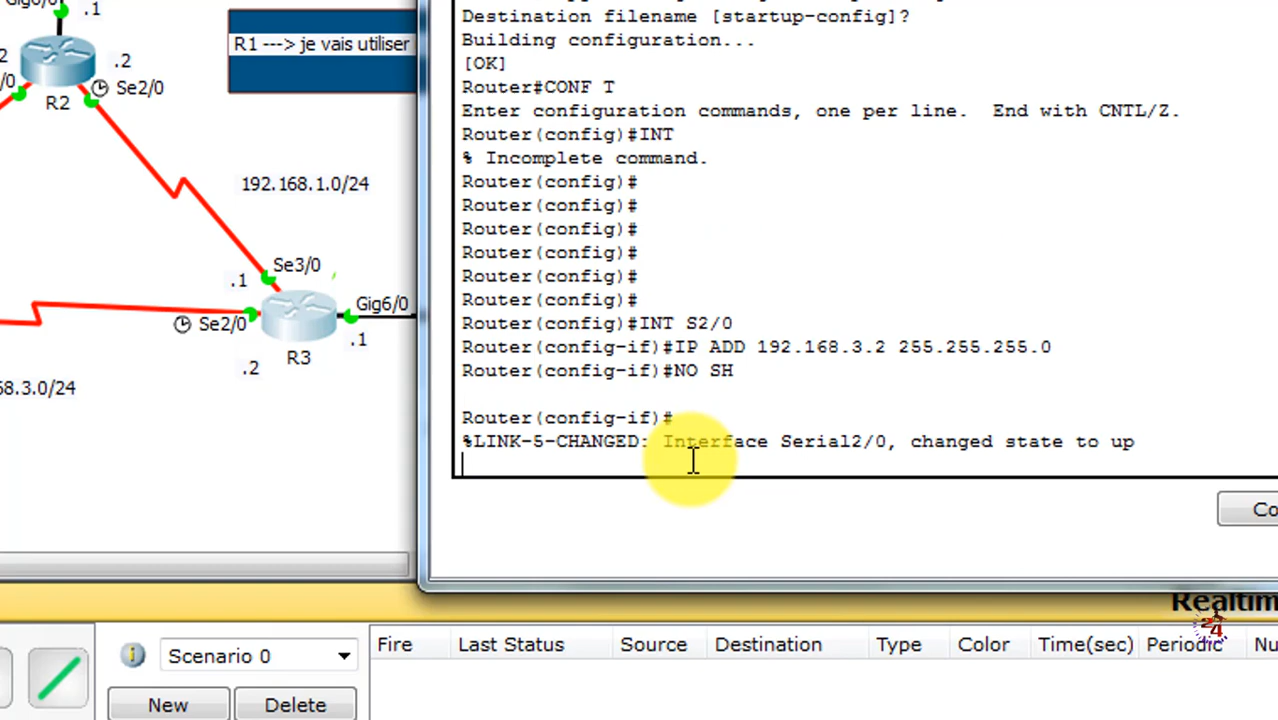 Gig0/0
.1
2
/0
.2
Se2/0
R2
R1 ---> je vais utiliser
192.168.1.0/24
Se3/0
.1
Gig6/0
Se2/0
R3
.1
.2
68.3.0/24
Destination filename [startup-config]?
Building configuration...
[OK]
Router#CONF T
Enter configuration commands, one per line.  End with CNTL/Z.
Router(config)#INT
% Incomplete command.
Router(config)#
Router(config)#
Router(config)#
Router(config)#
Router(config)#
Router(config)#
Router(config)#INT S2/0
Router(config-if)#IP ADD 192.168.3.2 255.255.255.0
Router(config-if)#NO SH
Router(config-if)#
%LINK-5-CHANGED: Interface Serial2/0, changed state to up
Co
Realtim
Scenario 0
New Delete
Fire Last Status Source Destination Type Color Time(sec) Periodic Nu